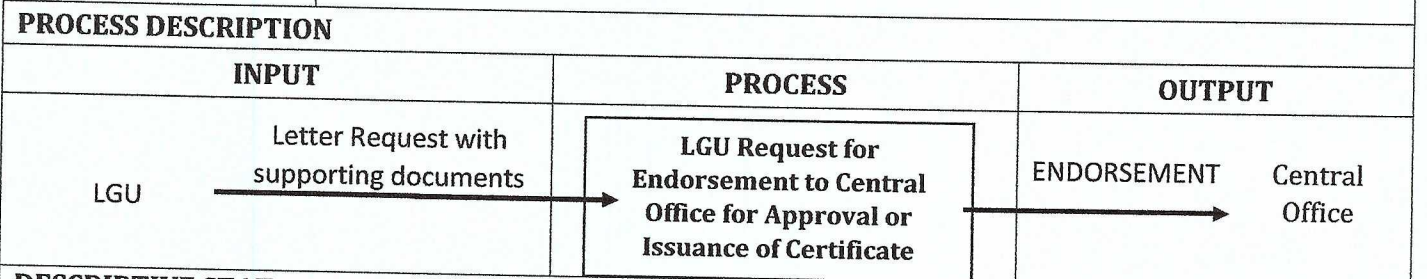 PROCESS DESCRIPTION
INPUT
PROCESS
OUTPUT
LGU
Letter Request with
supporting documents
LGU Request for
Endorsement to Central
Office for Approval or
Issuance of Certificate
ENDORSEMENT
Central
Office